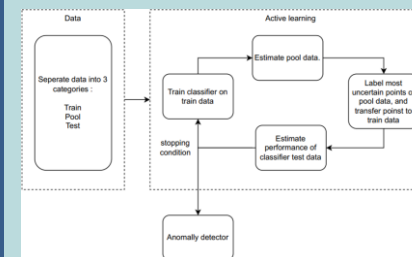 Data
Seperate data into 3
categories :
Train
Pool
Test
Active learning
Train classifier on
train data
Estimate pool data.
Label most
uncertain points of
pool data, and
transfer poinst to
train data
Estimate
performance of
classifier test data
stopping
condition
Anomally detector